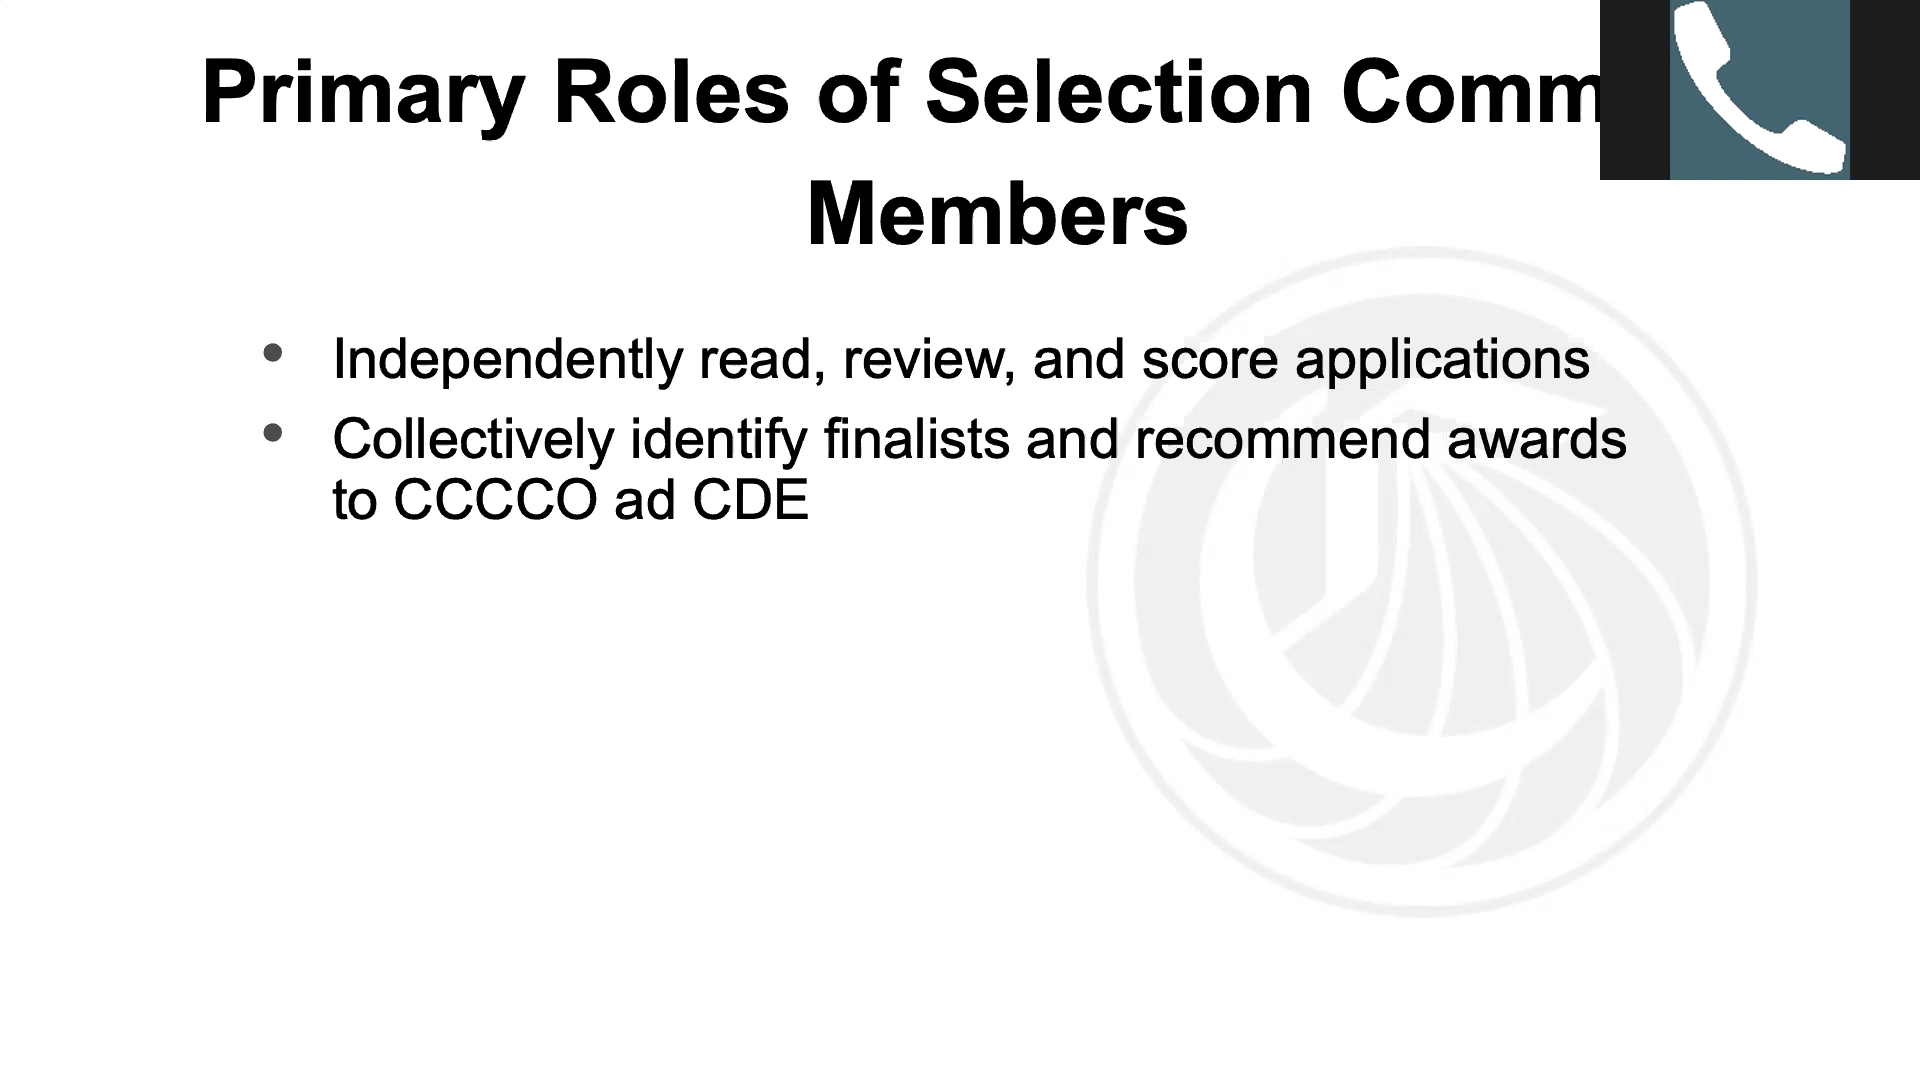 Primary Roles of Selection Comm
Members
• Independently read, review, and score applications
• Collectively identify finalists and recommend awards
to CCCCO ad CDE